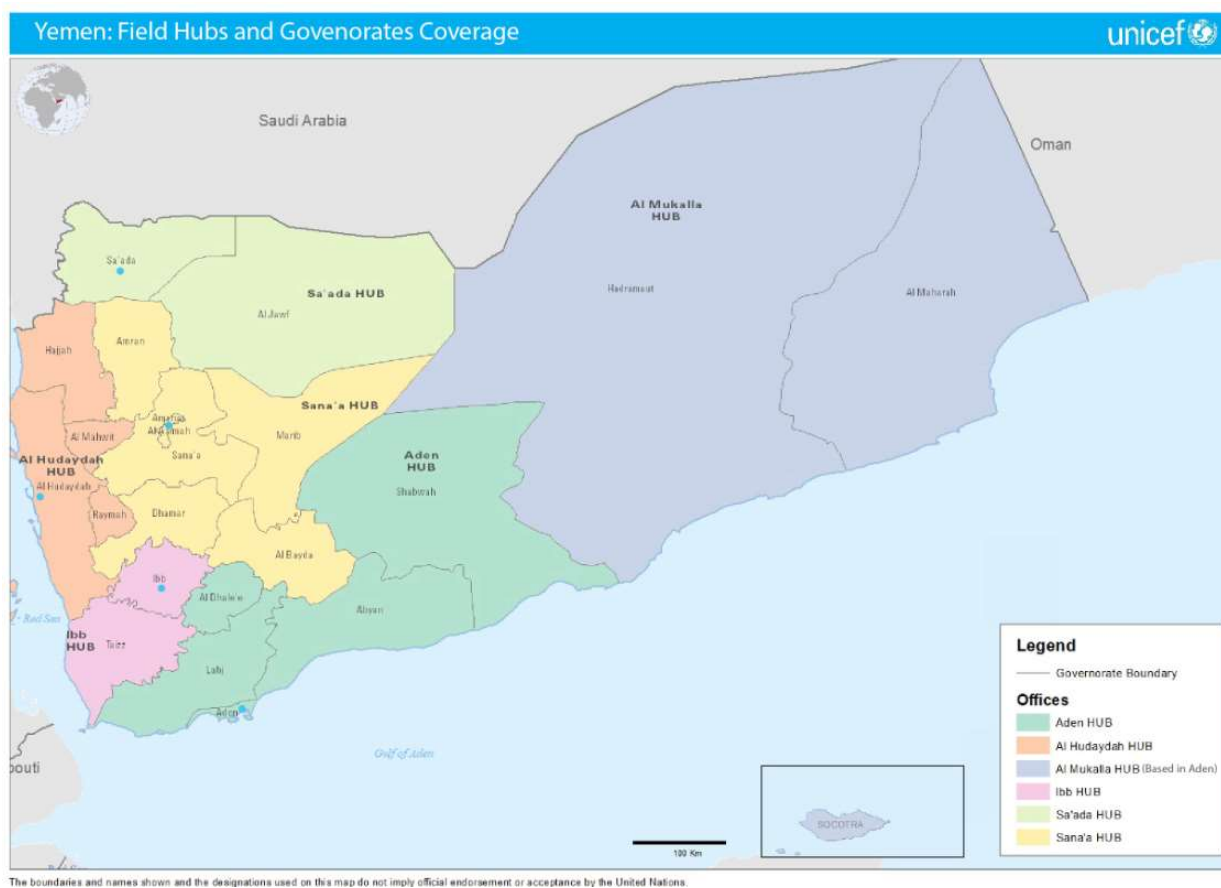 Yemen: Field Hubs and Govenorates Coverage
unicef
Saudi Arabia
Oman
Al Mukalla
HUB
Sa'ada
Sa'ada HUB
Hadramaut
Al Maharah
Al Jawf
Hajjah
Amran
Sana'a HUB
Amanat
Al Asimah
Marib
Al Mahwit
Sana'a
Al Hudaydah
HUB
Al Hudaydah
Aden
HUB
Shabwah
Raymah
Dhamar
Al Bayda
Ibb
Al Dhale'e
Abyan
Red Sea
Ibb
HUB
Taizz
Lahj
Aden
Gulf of Aden
bouti
SOCOTRA
100 Km
Legend
Governorate Boundary
Offices
Aden HUB
Al Hudaydah HUB
Al Mukalla HUB (Based in Aden)
Ibb HUB
Sa'ada HUB
Sana'a HUB
The boundaries and names shown and the designations used on this map do not imply official endorsement or acceptance by the United Nations.